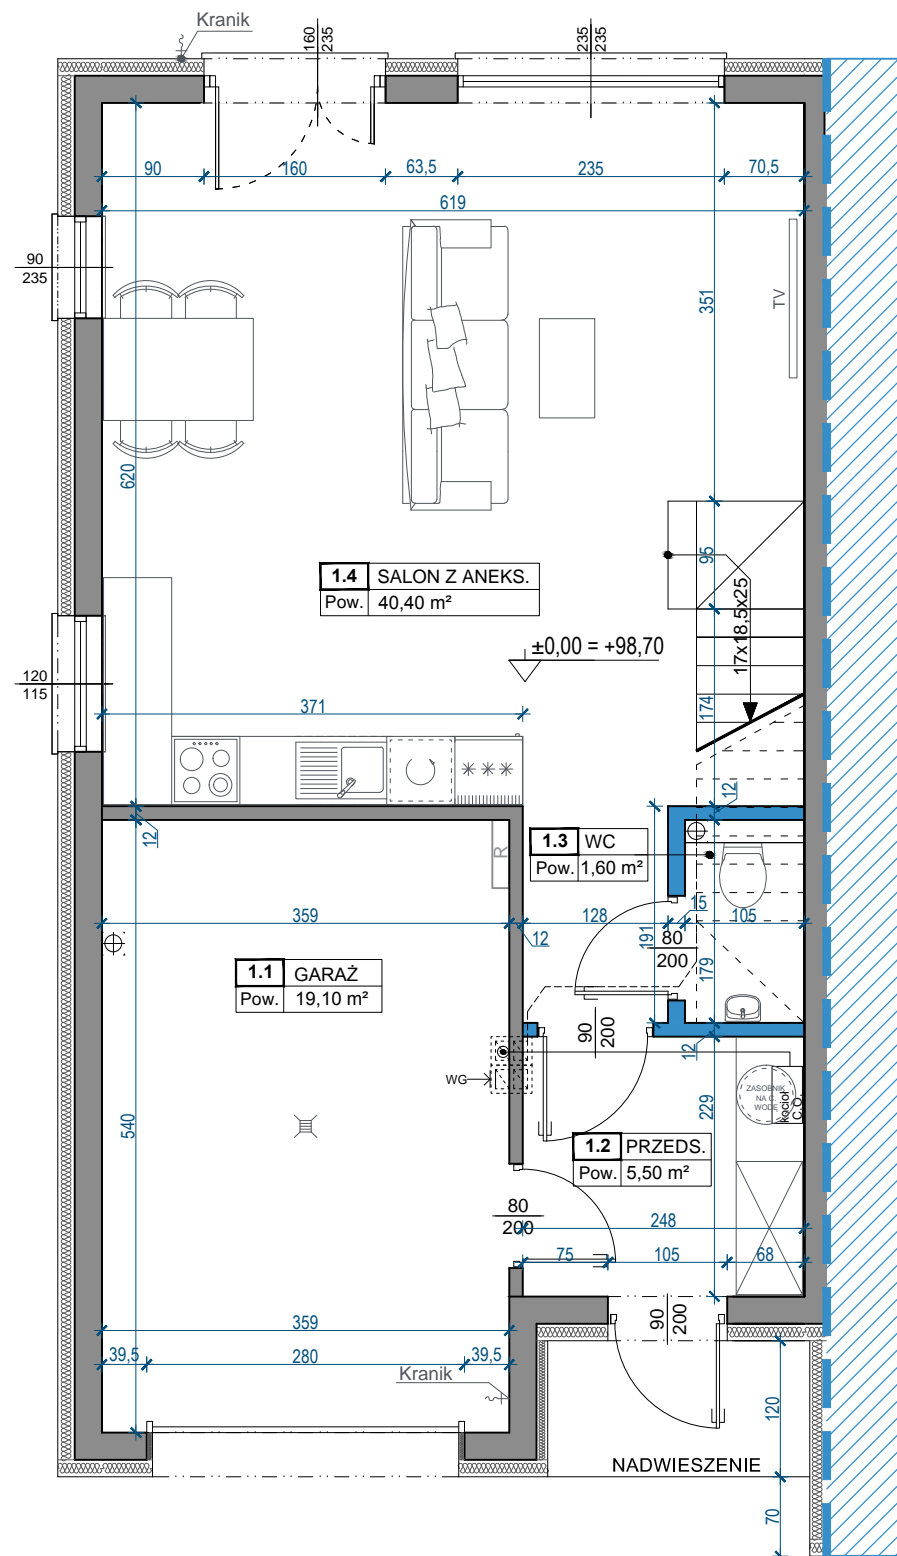 Kranik
160
235
235
235
90
160
63,5
235
70,5
619
90
235
351
TV
620
95
1.4 SALON Z ANEKS.
Pow. 40,40 m²
17x18,5x25
±0,00 = +98,70
120
115
371
174
12
12
1.3 WC
Pow. 1,60 m²
R
359
128
15
105
12
191
80
200
179
1.1 GARAŻ
Pow. 19,10 m²
90
200
12
WG
ZASOBNIK
NA C.
WODĘ
kocioł
C.O.
229
540
1.2 PRZEDS.
Pow. 5,50 m²
80
200
248
75
105
68
90
200
359
39,5
280
39,5
Kranik
120
NADWIESZENIE
70